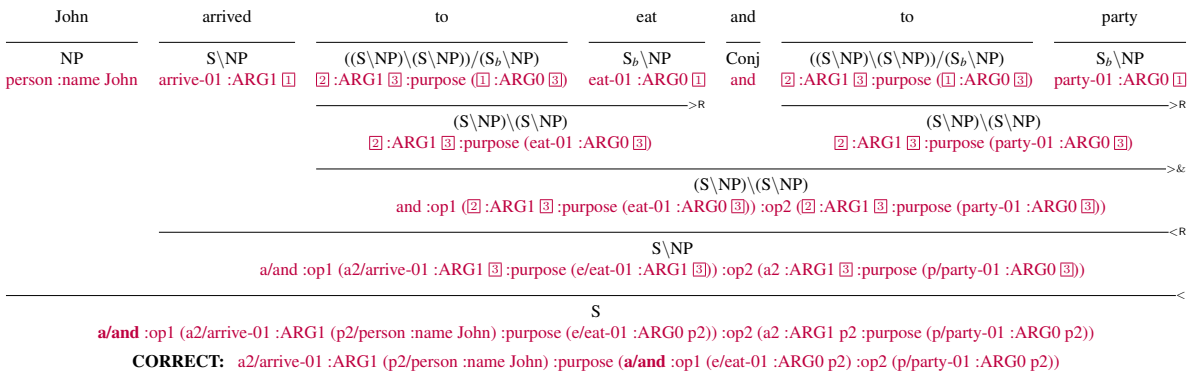 John arrived to eat and to party
NP S\NP ((S\NP)\(S\NP))/(S_b\NP) S_b\NP Conj ((S\NP)\(S\NP))/(S_b\NP) S_b\NP
person :name John arrive-01 :ARG1 [1] [2] :ARG1 [3] :purpose ([1] :ARG0 [3]) eat-01 :ARG0 [1] and [2] :ARG1 [3] :purpose ([1] :ARG0 [3]) party-01 :ARG0 [1]
>R >R
(S\NP)\(S\NP) (S\NP)\(S\NP)
[2] :ARG1 [3] :purpose (eat-01 :ARG0 [3]) [2] :ARG1 [3] :purpose (party-01 :ARG0 [3])
>&
(S\NP)\(S\NP)
and :op1 ([2] :ARG1 [3] :purpose (eat-01 :ARG0 [3])) :op2 ([2] :ARG1 [3] :purpose (party-01 :ARG0 [3]))
<R
S\NP
a/and :op1 (a2/arrive-01 :ARG1 [3] :purpose (e/eat-01 :ARG1 [3])) :op2 (a2 :ARG1 [3] :purpose (p/party-01 :ARG0 [3]))
<
S
a/and :op1 (a2/arrive-01 :ARG1 (p2/person :name John) :purpose (e/eat-01 :ARG0 p2)) :op2 (a2 :ARG1 p2 :purpose (p/party-01 :ARG0 p2))
CORRECT: a2/arrive-01 :ARG1 (p2/person :name John) :purpose (a/and :op1 (e/eat-01 :ARG0 p2) :op2 (p/party-01 :ARG0 p2))